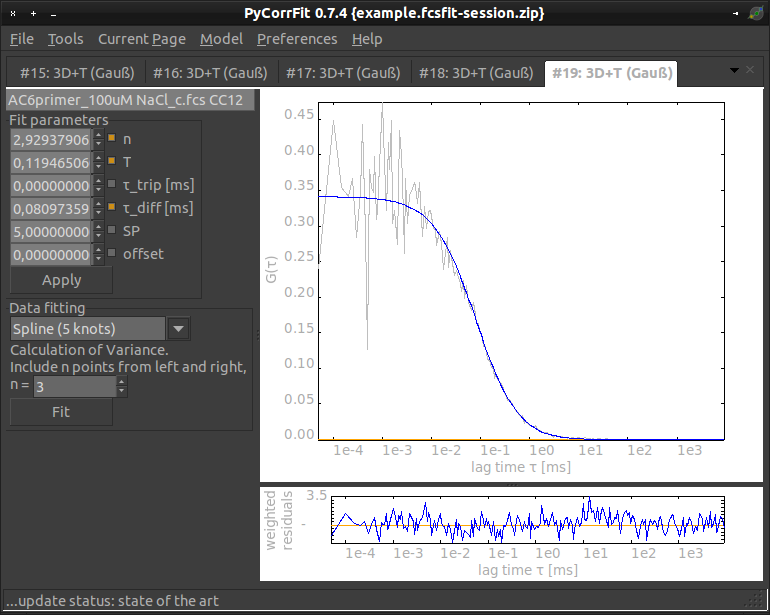 PyCorrFit 0.7.4 {example.fcsfit-session.zip}
File Tools Current Page Model Preferences Help
#15: 3D+T (Gauß) #16: 3D+T (Gauß) #17: 3D+T (Gauß) #18: 3D+T (Gauß) #19: 3D+T (Gauß)
AC6primer_100uM NaCl_c.fcs CC12
Fit parameters
2,92937906 n
0,11946506 T
0,00000000 τ_trip [ms]
0,08097359 τ_diff [ms]
5,00000000 SP
0,00000000 offset
Apply
Data fitting
Spline (5 knots)
Calculation of Variance.
Include n points from left and right,
n = 3
Fit
0.45
0.40
0.35
0.30
0.25
0.20
0.15
0.10
0.05
0.00
G(τ)
1e-4 1e-3 1e-2 1e-1 1e0 1e1 1e2 1e3
lag time τ [ms]
weighted
residuals
3.5
-
1e-4 1e-3 1e-2 1e-1 1e0 1e1 1e2 1e3
lag time τ [ms]
...update status: state of the art